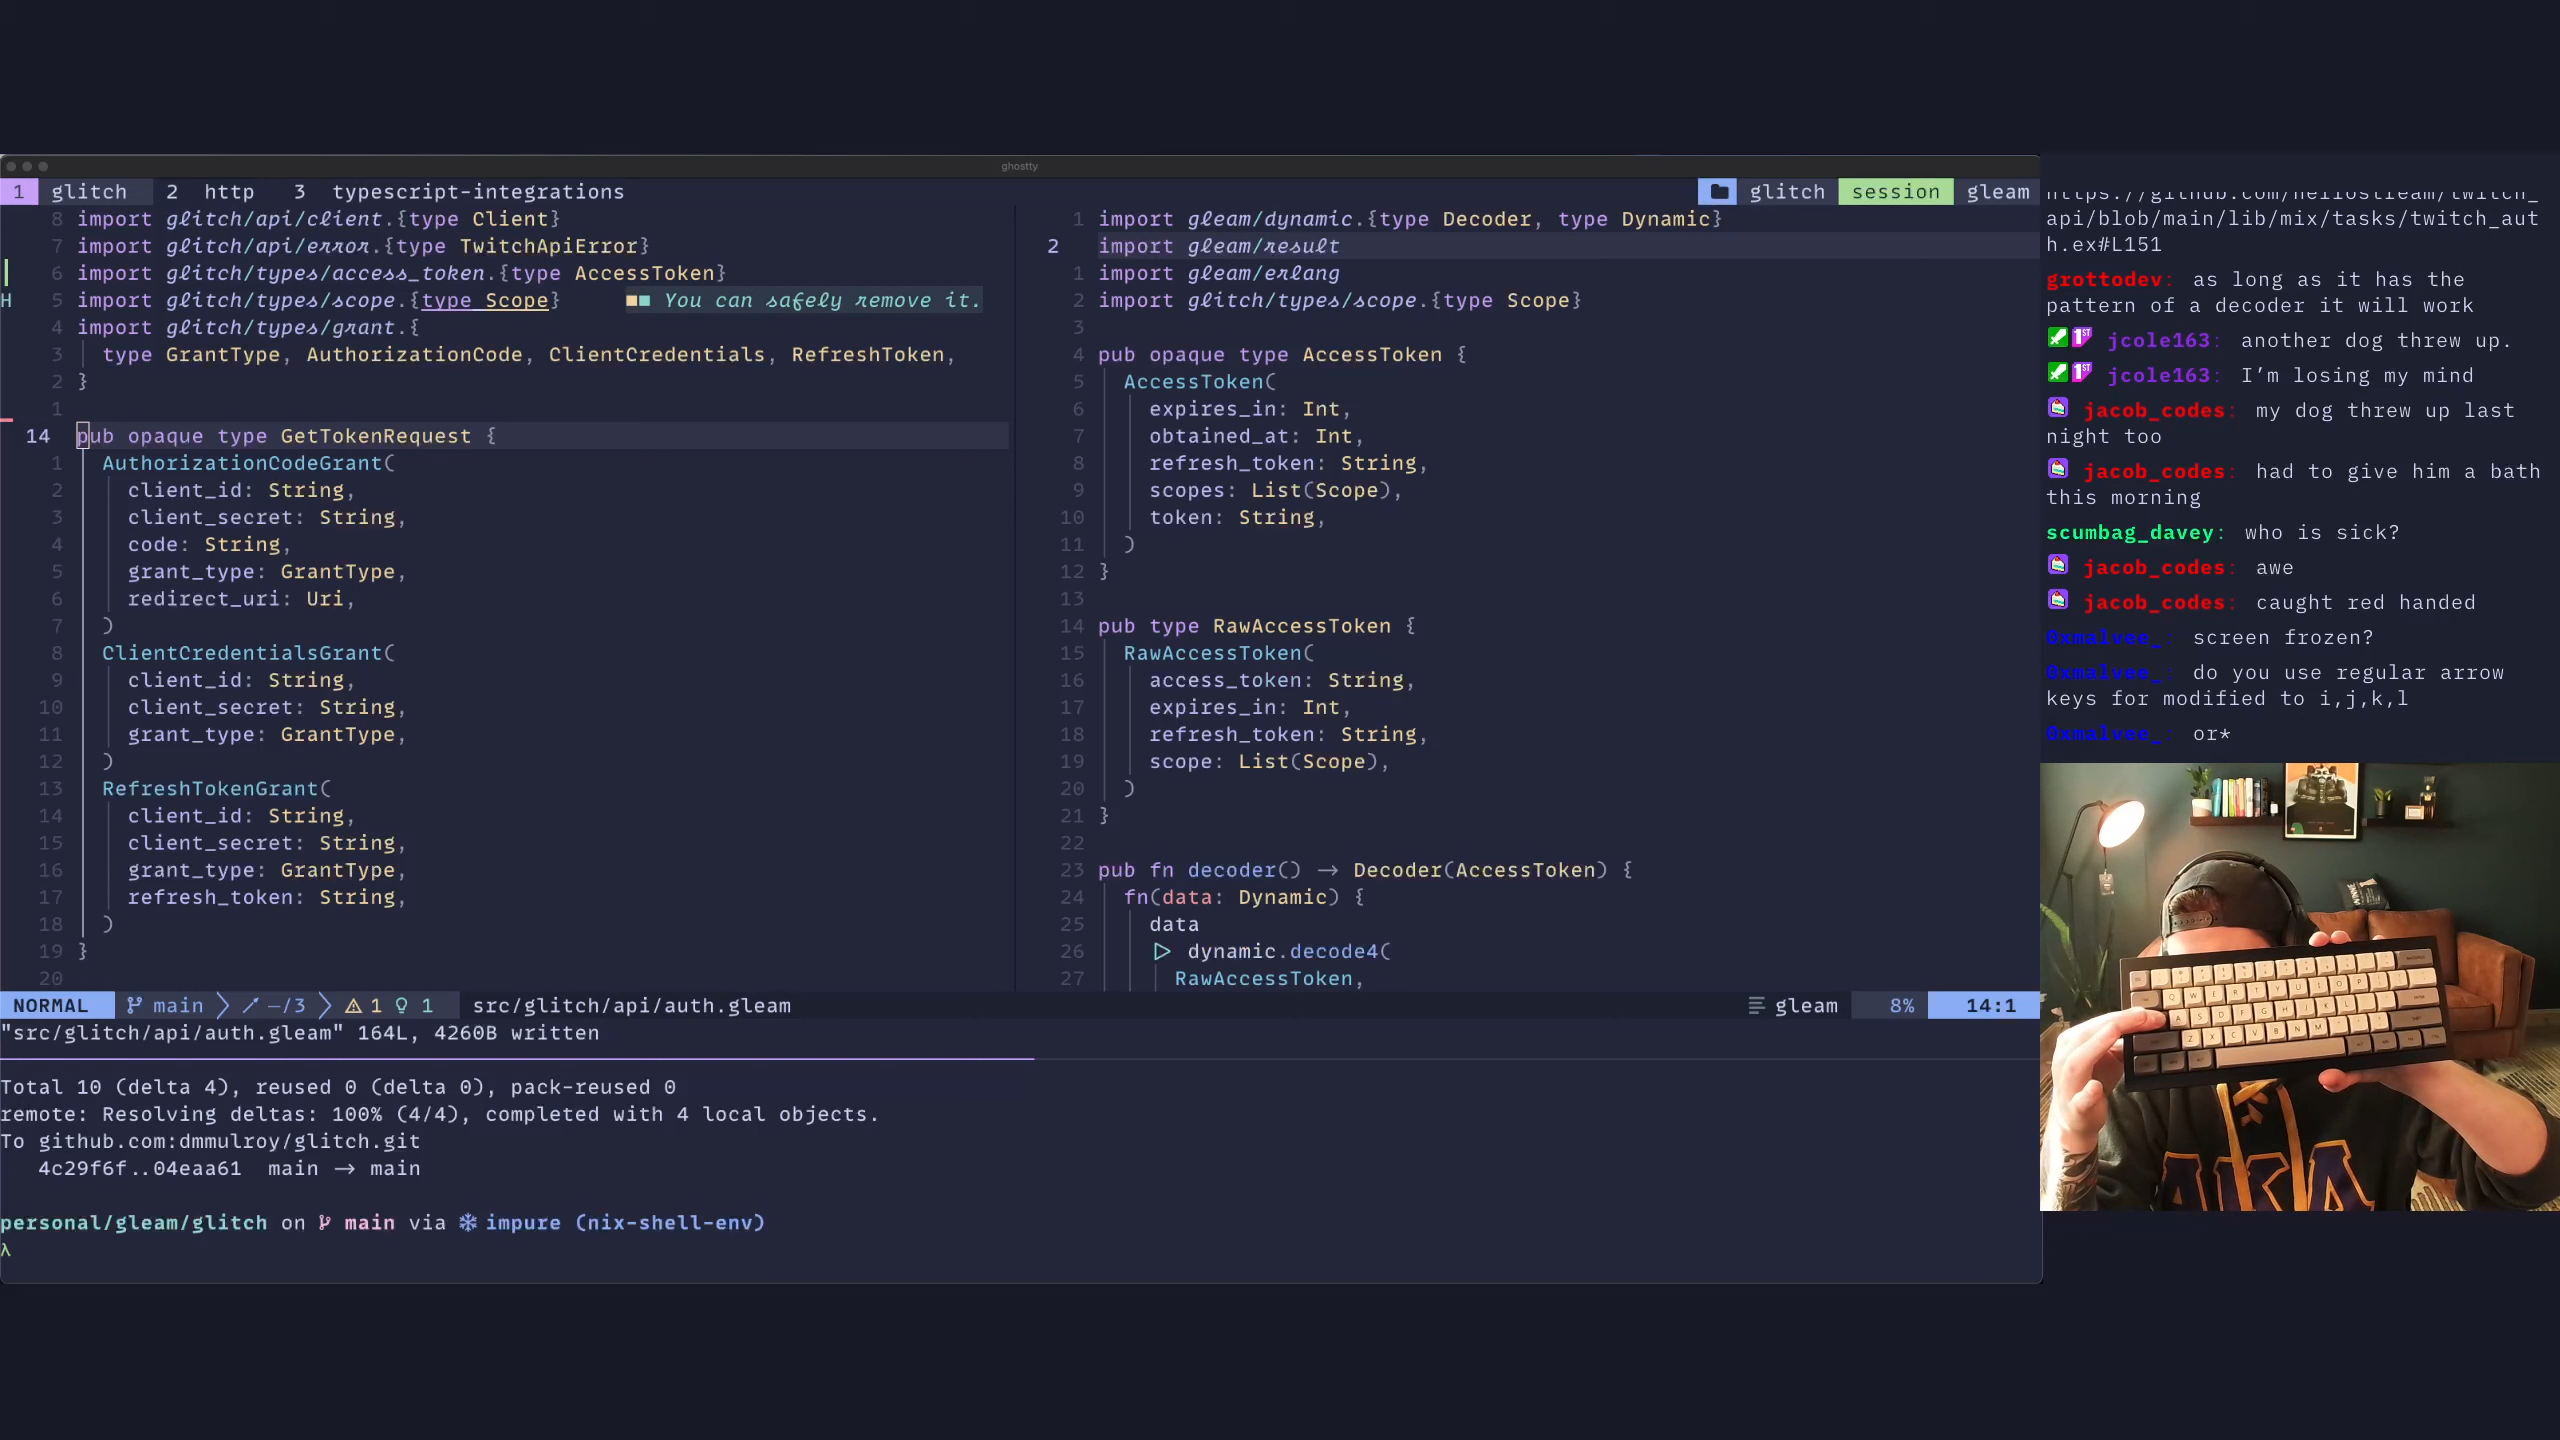 ghostty
1 glitch 2 http 3 typescript-integrations
glitch session gleam
8 import glitch/api/client.{type Client}
7 import glitch/api/error.{type TwitchApiError}
6 import glitch/types/access_token.{type AccessToken}
H 5 import glitch/types/scope.{type Scope} You can safely remove it.
4 import glitch/types/grant.{
3 type GrantType, AuthorizationCode, ClientCredentials, RefreshToken,
2 }
1
14 pub opaque type GetTokenRequest {
1 AuthorizationCodeGrant(
2 client_id: String,
3 client_secret: String,
4 code: String,
5 grant_type: GrantType,
6 redirect_uri: Uri,
7 )
8 ClientCredentialsGrant(
9 client_id: String,
10 client_secret: String,
11 grant_type: GrantType,
12 )
13 RefreshTokenGrant(
14 client_id: String,
15 client_secret: String,
16 grant_type: GrantType,
17 refresh_token: String,
18 )
19 }
20
1 import gleam/dynamic.{type Decoder, type Dynamic}
2 import gleam/result
1 import gleam/erlang
2 import glitch/types/scope.{type Scope}
3
4 pub opaque type AccessToken {
5 AccessToken(
6 expires_in: Int,
7 obtained_at: Int,
8 refresh_token: String,
9 scopes: List(Scope),
10 token: String,
11 )
12 }
13
14 pub type RawAccessToken {
15 RawAccessToken(
16 access_token: String,
17 expires_in: Int,
18 refresh_token: String,
19 scope: List(Scope),
20 )
21 }
22
23 pub fn decoder() → Decoder(AccessToken) {
24 fn(data: Dynamic) {
25 data
26 ▷ dynamic.decode4(
27 RawAccessToken,
NORMAL main –/3 1 1 src/glitch/api/auth.gleam gleam 8% 14:1
"src/glitch/api/auth.gleam" 164L, 4260B written
Total 10 (delta 4), reused 0 (delta 0), pack-reused 0
remote: Resolving deltas: 100% (4/4), completed with 4 local objects.
To github.com:dmmulroy/glitch.git
4c29f6f..04eaa61 main → main
personal/gleam/glitch on main via impure (nix-shell-env)
λ
https://github.com/hellostream/twitch_
api/blob/main/lib/mix/tasks/twitch_aut
h.ex#L151
grottodev: as long as it has the
pattern of a decoder it will work
jcole163: another dog threw up.
jcole163: I’m losing my mind
jacob_codes: my dog threw up last
night too
jacob_codes: had to give him a bath
this morning
scumbag_davey: who is sick?
jacob_codes: awe
jacob_codes: caught red handed
0xmalvee_: screen frozen?
0xmalvee_: do you use regular arrow
keys for modified to i,j,k,l
0xmalvee_: or*